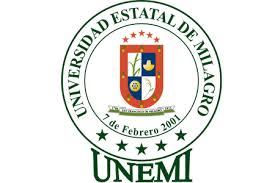 UNIVERSIDAD ESTATAL DE MILAGRO
7 de Febrero 2001
UNEMI